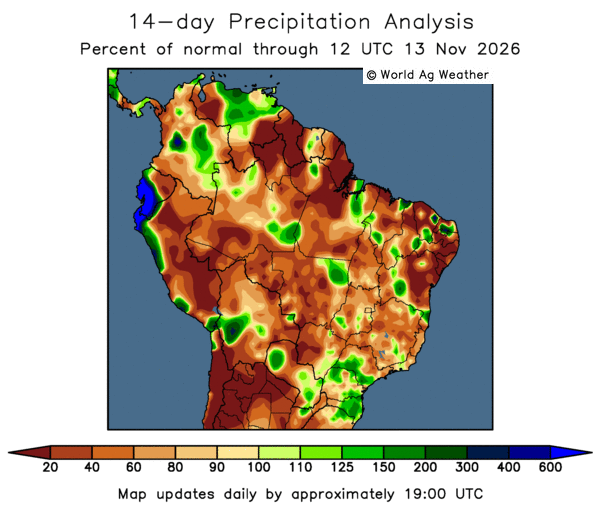 14-day Precipitation Analysis
Percent of normal through 12 UTC 13 Nov 2026
© World Ag Weather
20 40 60 80 90 100 110 125 150 200 300 400 600
Map updates daily by approximately 19:00 UTC